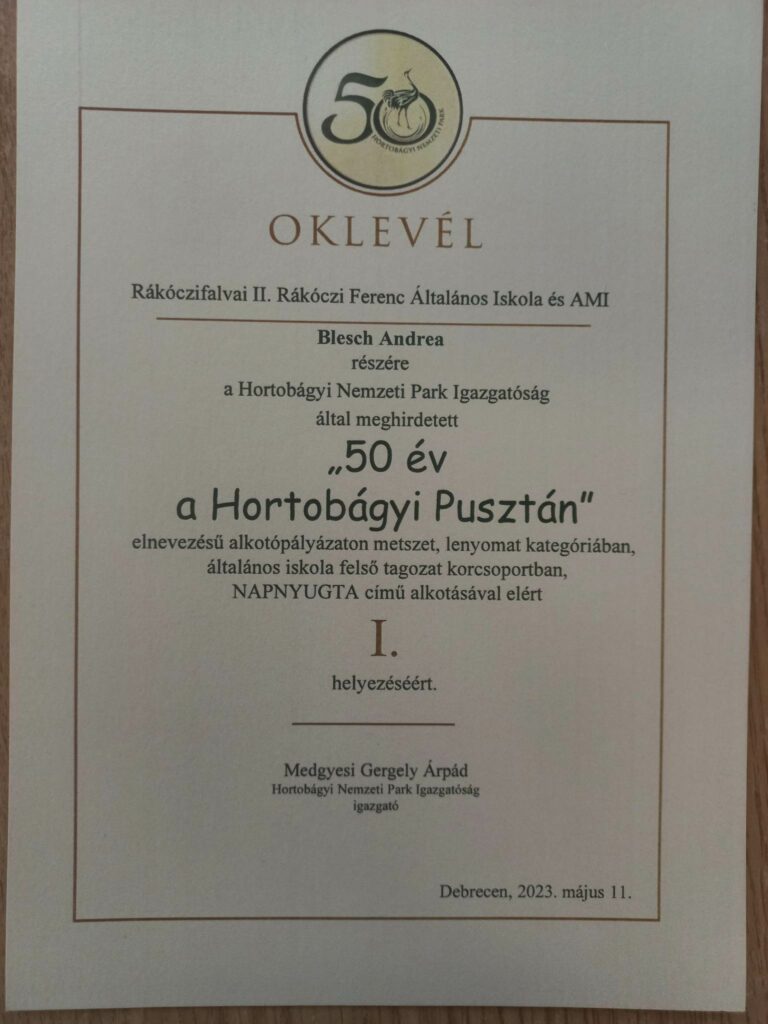 50
HORTOBÁGYI NEMZETI PARK
OKLEVÉL
Rákóczifalvai II. Rákóczi Ferenc Általános Iskola és AMI
Blesch Andrea
részére
a Hortobágyi Nemzeti Park Igazgatóság
által meghirdetett
„50 év
a Hortobágyi Pusztán”
elnevezésű alkotópályázaton metszet, lenyomat kategóriában,
általános iskola felső tagozat korcsoportban,
NAPNYUGTA című alkotásával elért
I.
helyezéséért.
Medgyesi Gergely Árpád
Hortobágyi Nemzeti Park Igazgatóság
igazgató
Debrecen, 2023. május 11.